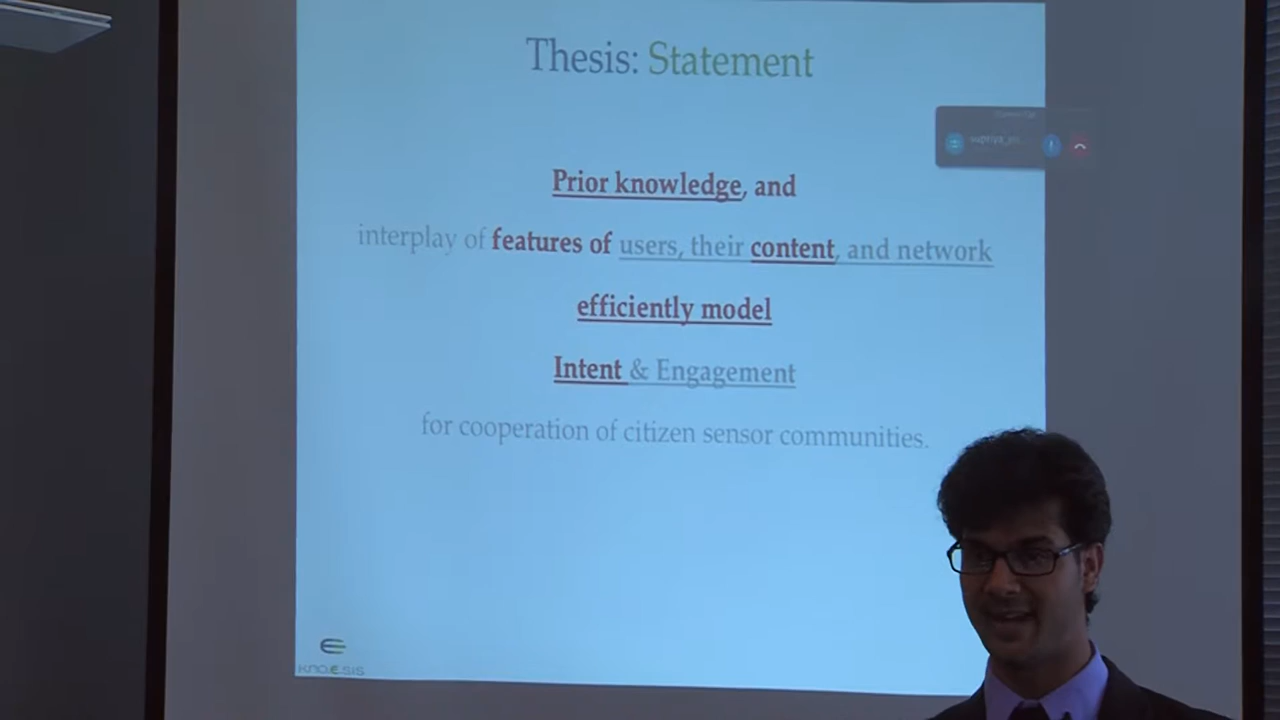 Thesis: Statement
Prior knowledge, and
interplay of features of users, their content, and network
efficiently model
Intent & Engagement
for cooperation of citizen sensor communities.
KNO.E.SIS